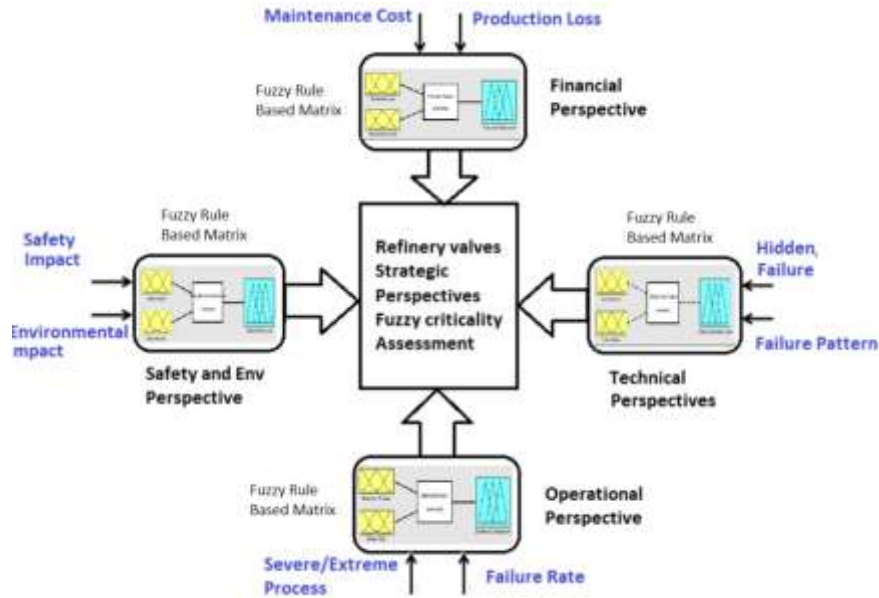 Maintenance Cost
Production Loss
Fuzzy Rule
Based Matrix
Financial
Perspective
Fuzzy Rule
Based Matrix
Safety
Impact
Environmental
mpact
Safety and Env
Perspective
Refinery valves
Strategic
Perspectives
Fuzzy criticality
Assessment
Fuzzy Rule
Based Matrix
Hidden,
Failure
Failure Pattern
Technical
Perspectives
Fuzzy Rule
Based Matrix
Operational
Perspective
Severe/Extreme
Process
Failure Rate